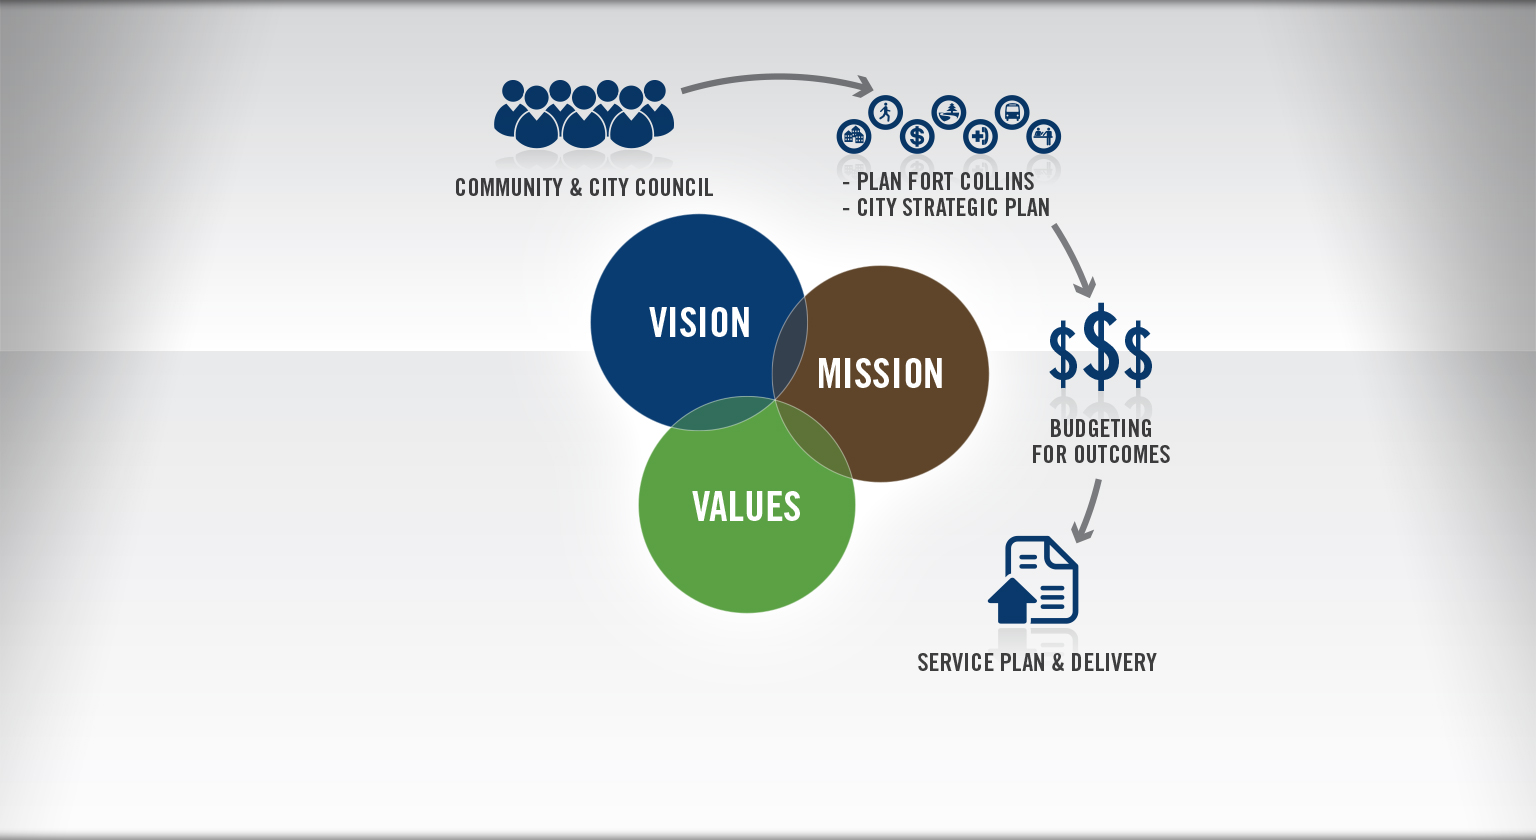 COMMUNITY & CITY COUNCIL
- PLAN FORT COLLINS
- CITY STRATEGIC PLAN
VISION
MISSION
VALUES
$$$
BUDGETING
FOR OUTCOMES
SERVICE PLAN & DELIVERY